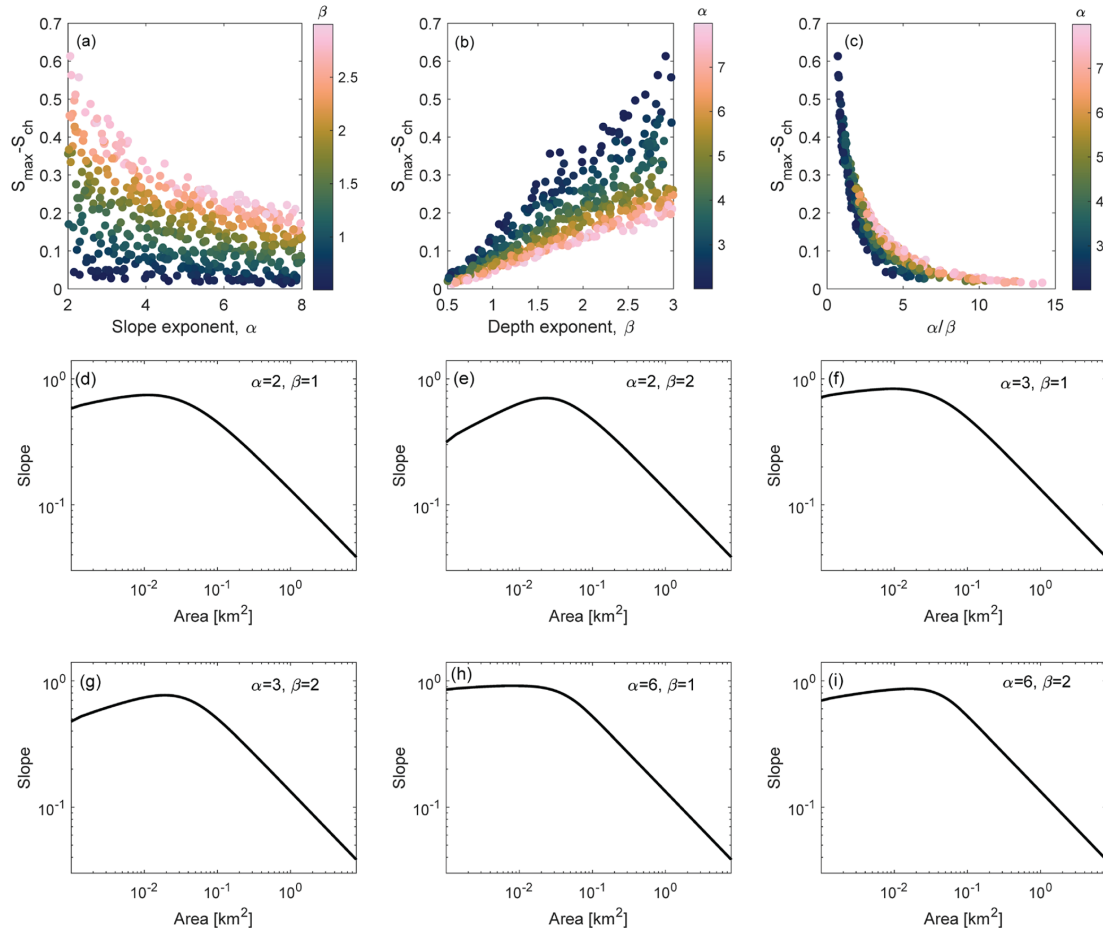 (a)
β
0.7
0.6
0.5
0.4
0.3
0.2
0.1
0
S_max-S_ch
2 4 6 8
Slope exponent, α
2.5
2
1.5
1
(b)
α
0.7
0.6
0.5
0.4
0.3
0.2
0.1
0
S_max-S_ch
0.5 1 1.5 2 2.5 3
Depth exponent, β
7
6
5
4
3
(c)
α
0.7
0.6
0.5
0.4
0.3
0.2
0.1
0
S_max-S_ch
0 5 10 15
α/β
7
6
5
4
3
(d)
α=2, β=1
10^0
10^-1
Slope
10^-2 10^-1 10^0
Area [km^2]
(e)
α=2, β=2
10^0
10^-1
Slope
10^-2 10^-1 10^0
Area [km^2]
(f)
α=3, β=1
10^0
10^-1
Slope
10^-2 10^-1 10^0
Area [km^2]
(g)
α=3, β=2
10^0
10^-1
Slope
10^-2 10^-1 10^0
Area [km^2]
(h)
α=6, β=1
10^0
10^-1
Slope
10^-2 10^-1 10^0
Area [km^2]
(i)
α=6, β=2
10^0
10^-1
Slope
10^-2 10^-1 10^0
Area [km^2]